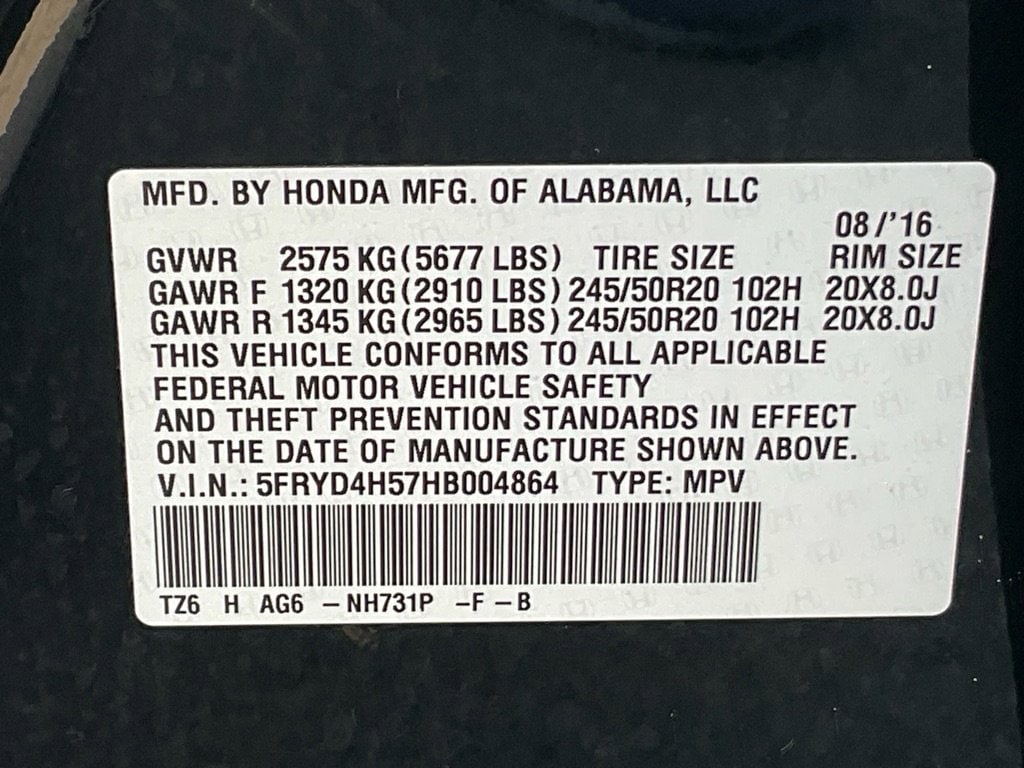 MFD. BY HONDA MFG. OF ALABAMA, LLC
08/'16
GVWR 2575 KG(5677 LBS) TIRE SIZE RIM SIZE
GAWR F 1320 KG(2910 LBS) 245/50R20 102H 20X8.0J
GAWR R 1345 KG(2965 LBS) 245/50R20 102H 20X8.0J
THIS VEHICLE CONFORMS TO ALL APPLICABLE
FEDERAL MOTOR VEHICLE SAFETY
AND THEFT PREVENTION STANDARDS IN EFFECT
ON THE DATE OF MANUFACTURE SHOWN ABOVE.
V.I.N.: 5FRYD4H57HB004864 TYPE: MPV
TZ6 H AG6 –NH731P –F –B